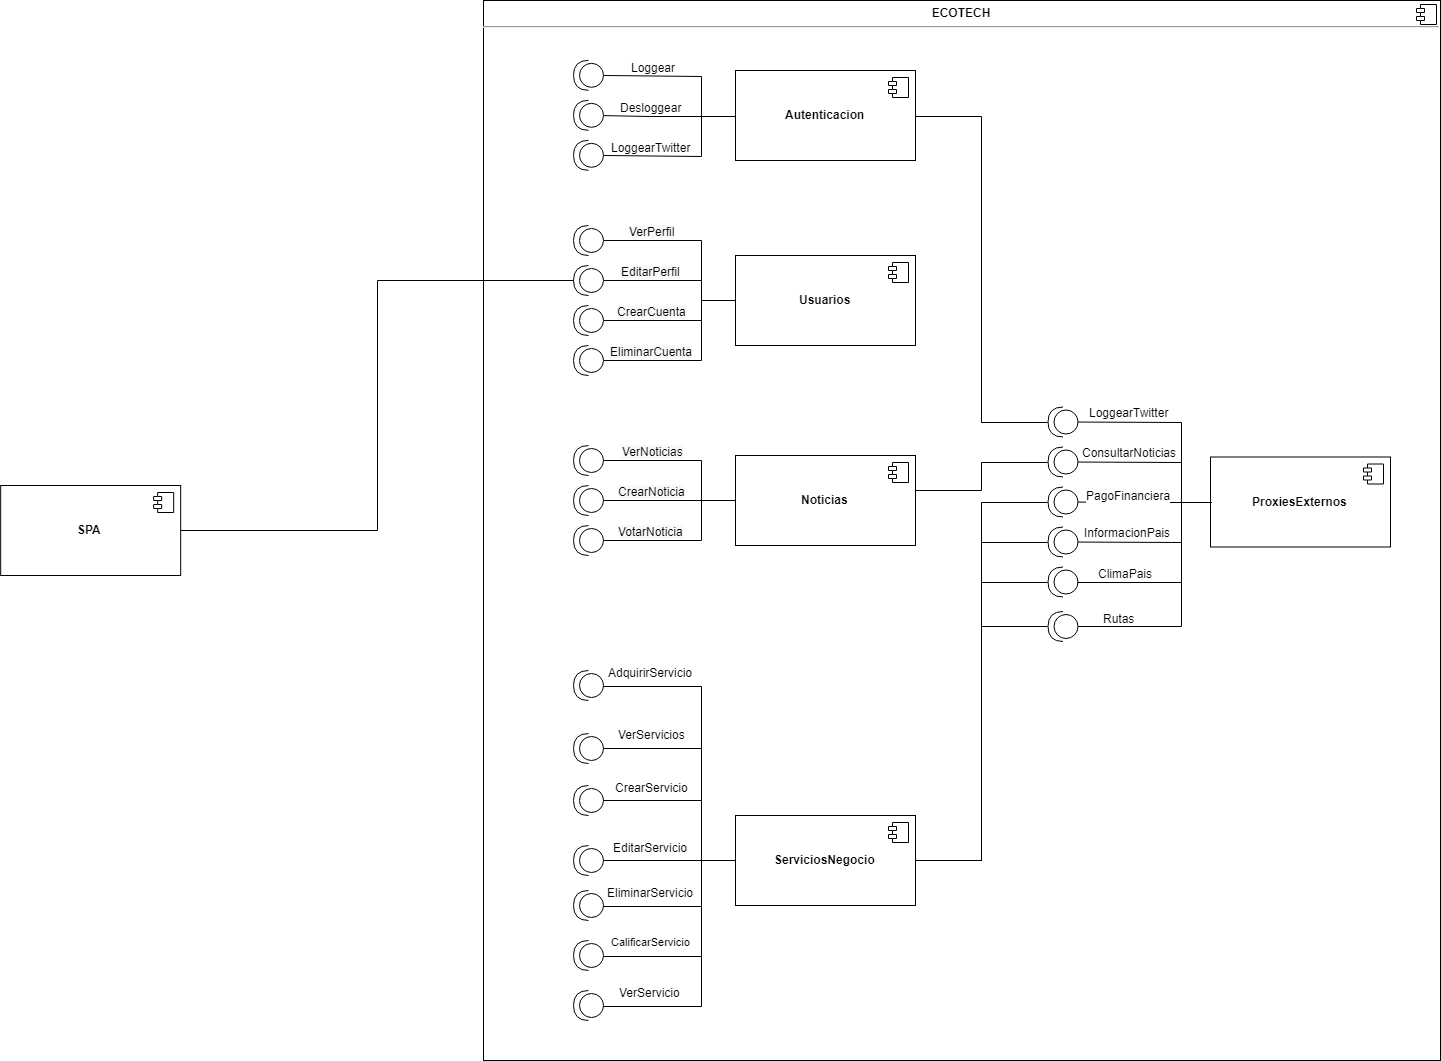 ECOTECH
Loggear
Desloggear
LoggearTwitter
Autenticacion
VerPerfil
EditarPerfil
CrearCuenta
EliminarCuenta
Usuarios
VerNoticias
CrearNoticia
VotarNoticia
Noticias
LoggearTwitter
ConsultarNoticias
PagoFinanciera
InformacionPais
ClimaPais
Rutas
ProxiesExternos
SPA
AdquirirServicio
VerServicios
CrearServicio
EditarServicio
EliminarServicio
CalificarServicio
VerServicio
ServiciosNegocio